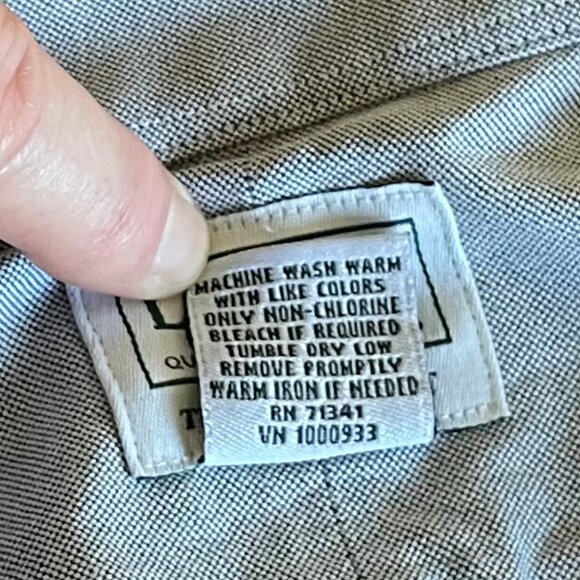 MACHINE WASH WARM
WITH LIKE COLORS
ONLY NON-CHLORINE
BLEACH IF REQUIRED
TUMBLE DRY LOW
REMOVE PROMPTLY
WARM IRON IF NEEDED
RN 71341
VN 1000933